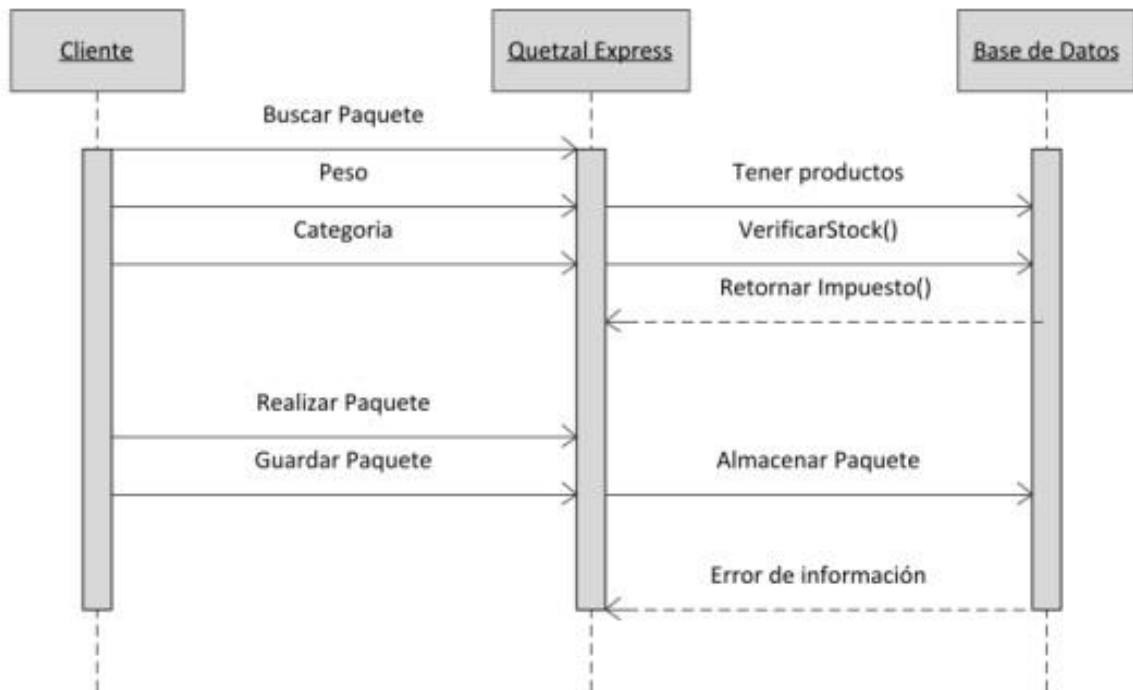 Cliente
Quetzal Express
Base de Datos
Buscar Paquete
Peso
Tener productos
Categoria
VerificarStock()
Retornar Impuesto()
Realizar Paquete
Guardar Paquete
Almacenar Paquete
Error de información